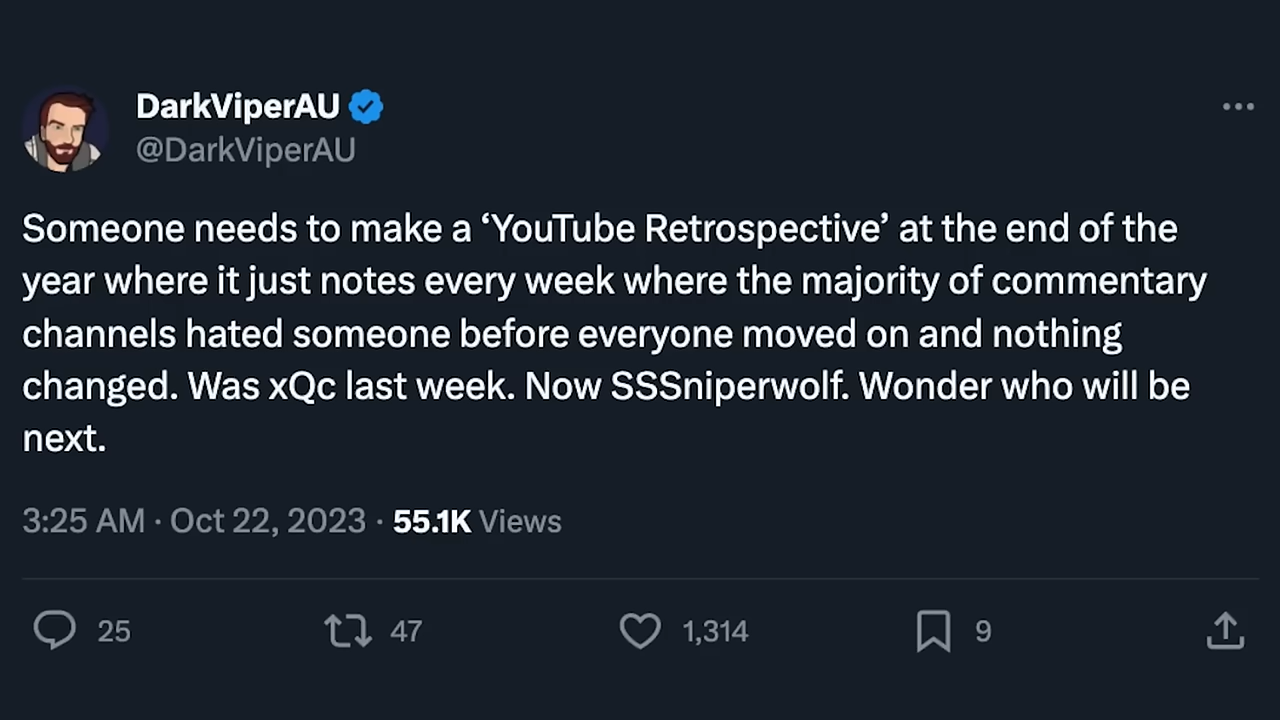 DarkViperAU
@DarkViperAU
Someone needs to make a ‘YouTube Retrospective’ at the end of the
year where it just notes every week where the majority of commentary
channels hated someone before everyone moved on and nothing
changed. Was xQc last week. Now SSSniperwolf. Wonder who will be
next.
3:25 AM · Oct 22, 2023 · 55.1K Views
25 47 1,314 9